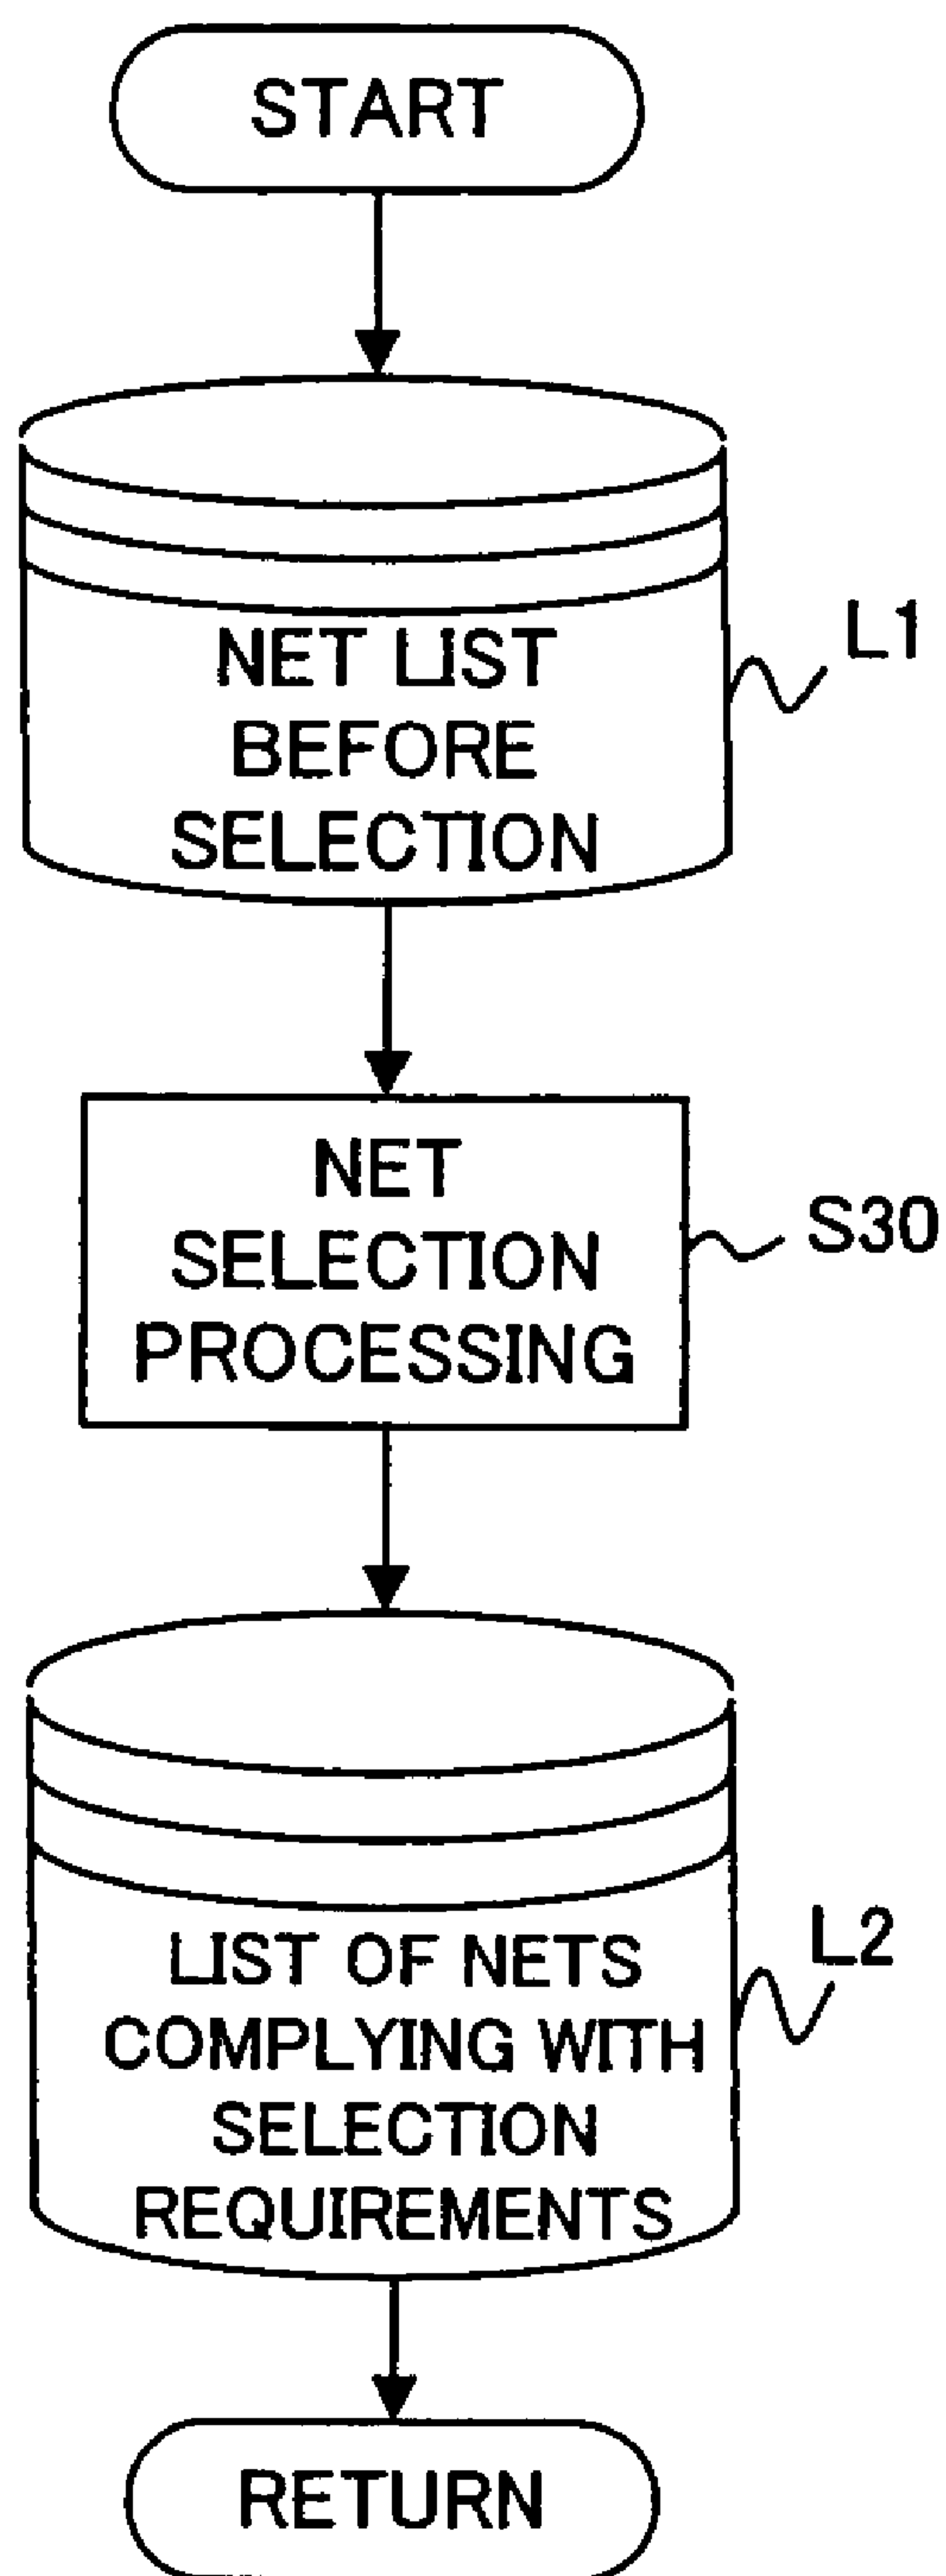 START
NET LIST
BEFORE
SELECTION
L1
NET
SELECTION
PROCESSING
S30
LIST OF NETS
COMPLYING WITH
SELECTION
REQUIREMENTS
L2
RETURN